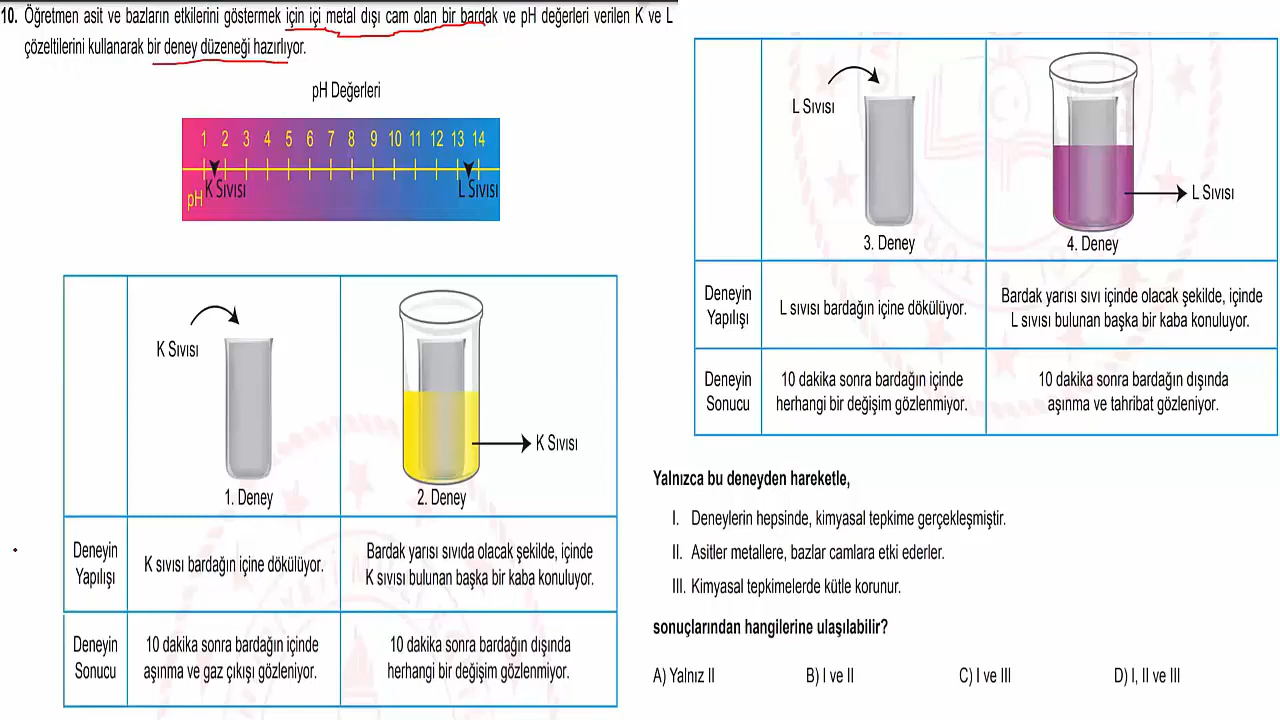 10. Öğretmen asit ve bazların etkilerini göstermek için içi metal dışı cam olan bir bardak ve pH değerleri verilen K ve L
çözeltilerini kullanarak bir deney düzeneği hazırlıyor.
pH Değerleri
1 2 3 4 5 6 7 8 9 10 11 12 13 14
K Sıvısı L Sıvısı
pH
K Sıvısı
K Sıvısı
1. Deney 2. Deney
Deneyin Yapılışı
K sıvısı bardağın içine dökülüyor.
Bardak yarısı sıvıda olacak şekilde, içinde
K sıvısı bulunan başka bir kaba konuluyor.
Deneyin Sonucu
10 dakika sonra bardağın içinde
aşınma ve gaz çıkışı gözleniyor.
10 dakika sonra bardağın dışında
herhangi bir değişim gözlenmiyor.
L Sıvısı
L Sıvısı
3. Deney 4. Deney
Deneyin Yapılışı
L sıvısı bardağın içine dökülüyor.
Bardak yarısı sıvı içinde olacak şekilde, içinde
L sıvısı bulunan başka bir kaba konuluyor.
Deneyin Sonucu
10 dakika sonra bardağın içinde
herhangi bir değişim gözlenmiyor.
10 dakika sonra bardağın dışında
aşınma ve tahribat gözleniyor.
Yalnızca bu deneyden hareketle,
I. Deneylerin hepsinde, kimyasal tepkime gerçekleşmiştir.
II. Asitler metallere, bazlar camlara etki ederler.
III. Kimyasal tepkimelerde kütle korunur.
sonuçlarından hangilerine ulaşılabilir?
A) Yalnız II B) I ve II C) I ve III D) I, II ve III